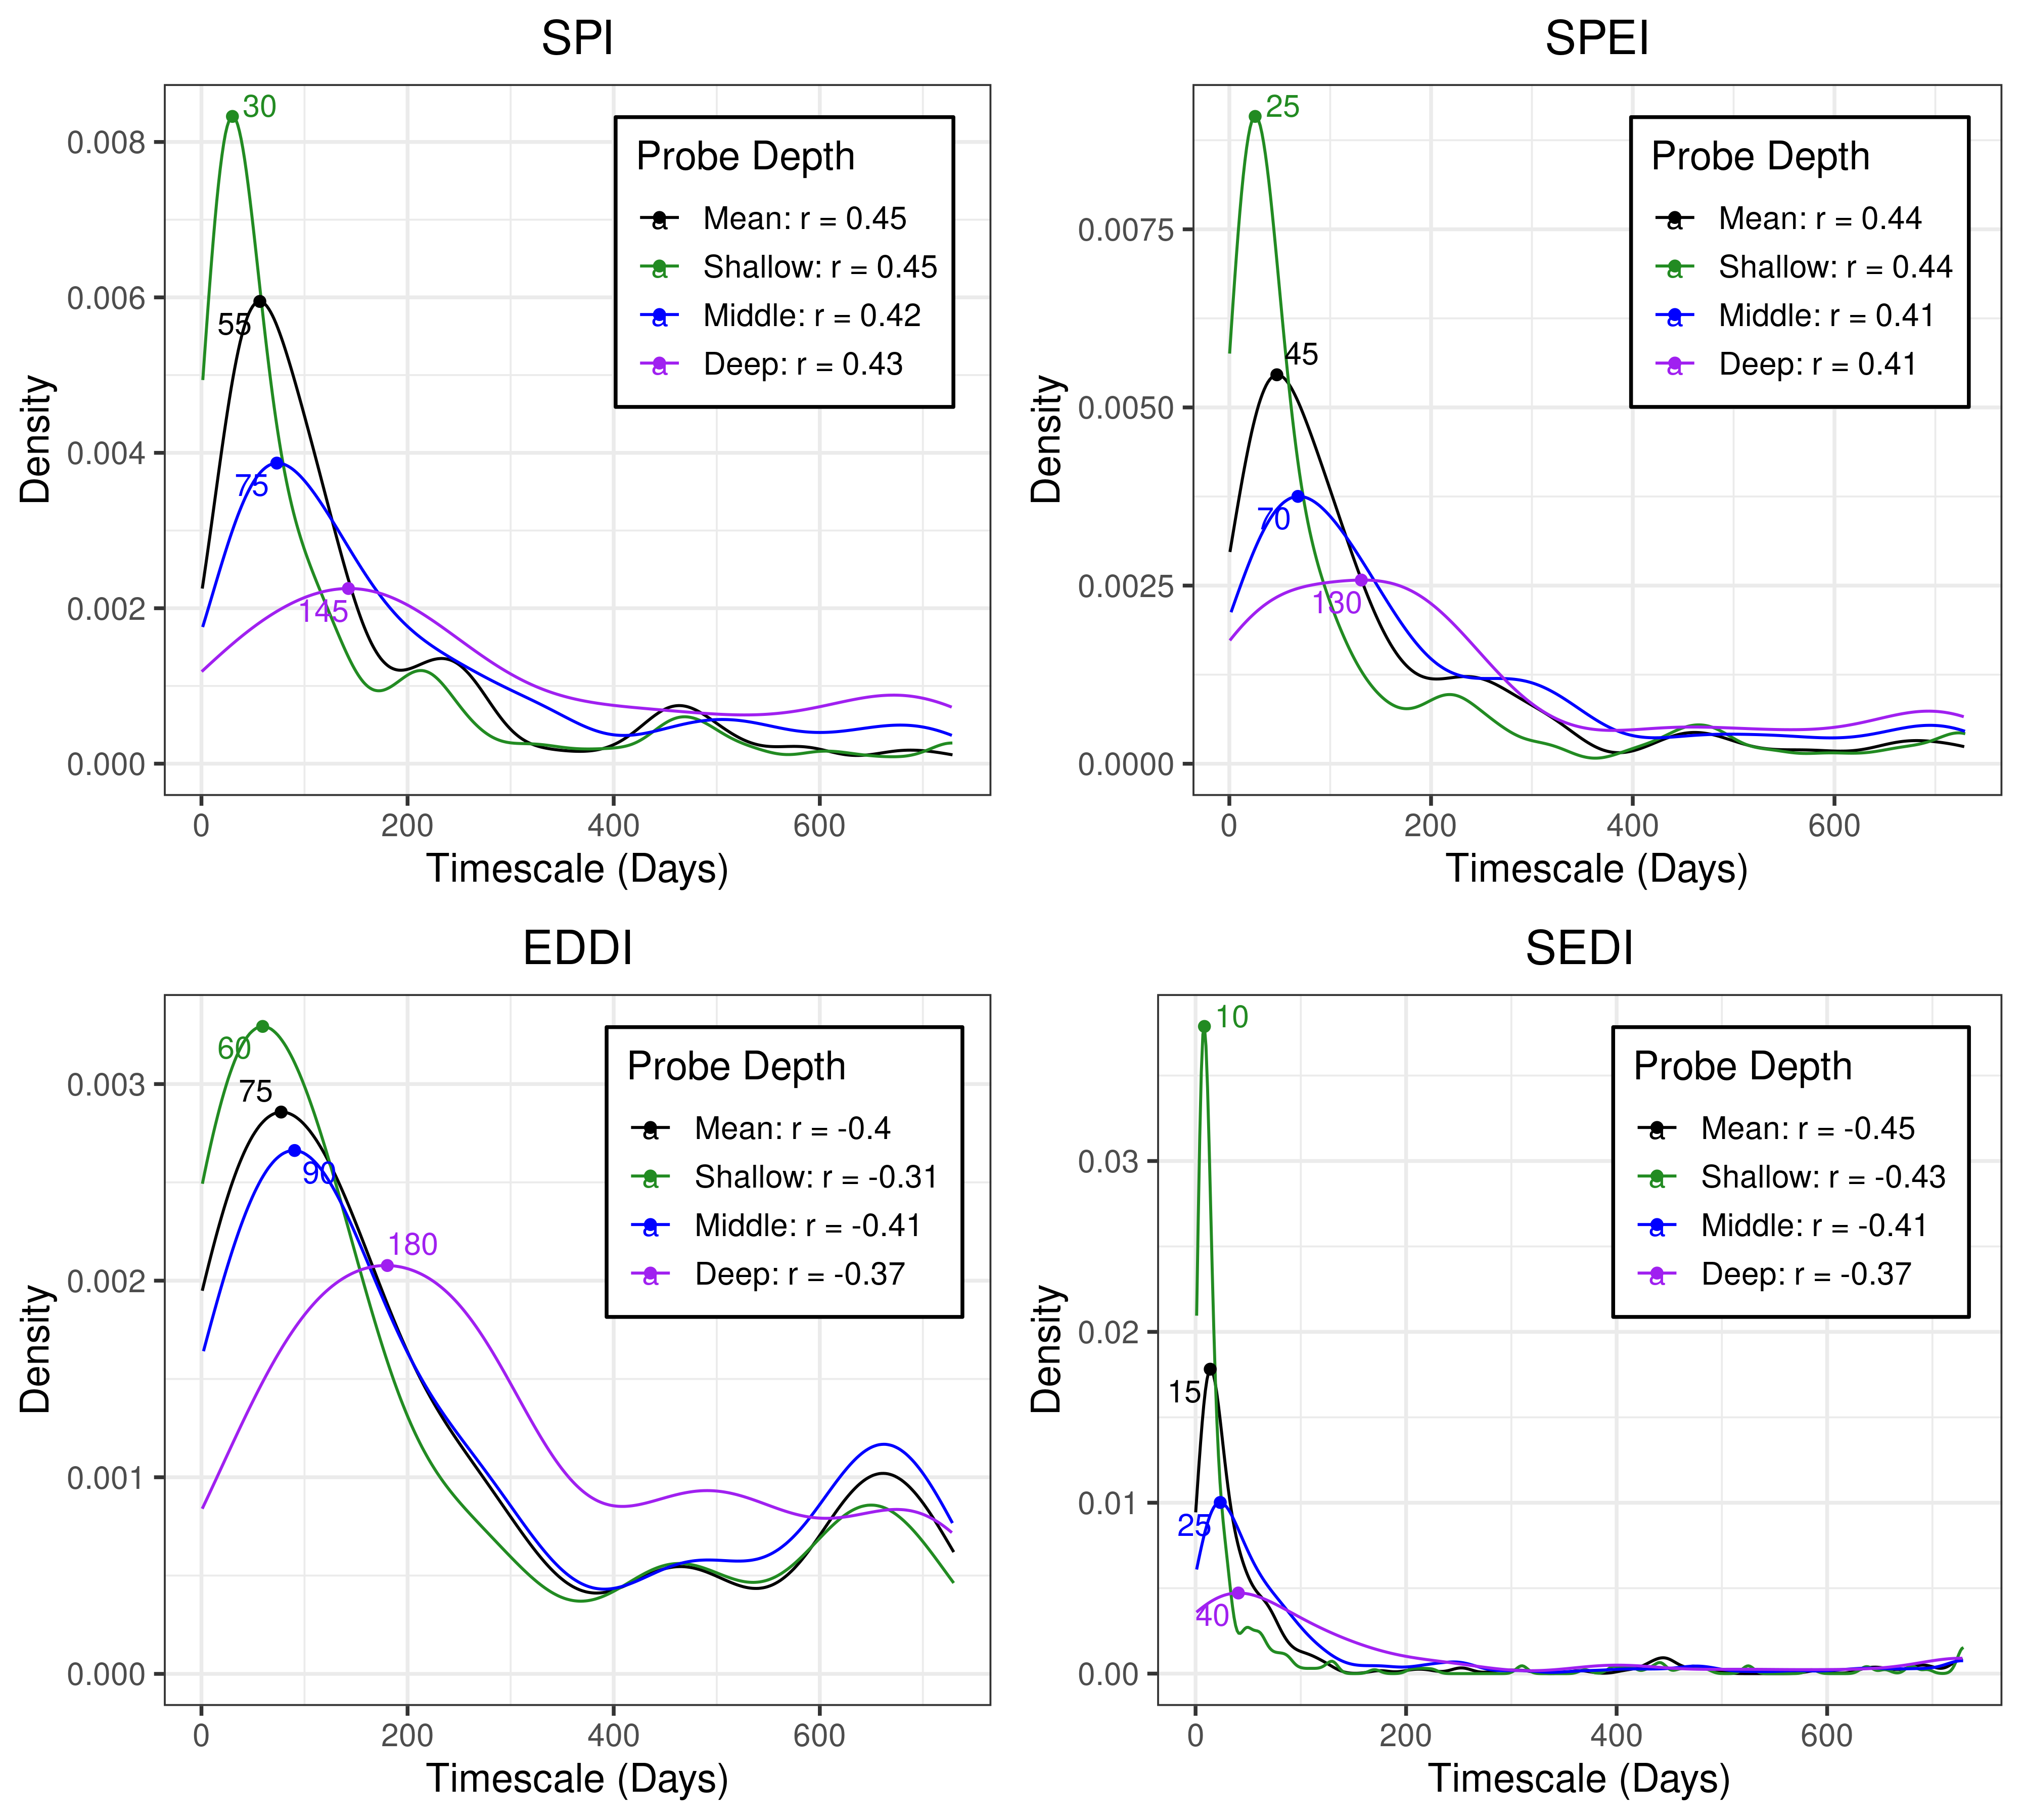 SPI
30
55
75
145
Probe Depth
a Mean: r = 0.45
a Shallow: r = 0.45
a Middle: r = 0.42
a Deep: r = 0.43
Density
0.008
0.006
0.004
0.002
0.000
0 200 400 600
Timescale (Days)
SPEI
25
45
70
130
Probe Depth
a Mean: r = 0.44
a Shallow: r = 0.44
a Middle: r = 0.41
a Deep: r = 0.41
Density
0.0075
0.0050
0.0025
0.0000
0 200 400 600
Timescale (Days)
EDDI
60
75
90
180
Probe Depth
a Mean: r = -0.4
a Shallow: r = -0.31
a Middle: r = -0.41
a Deep: r = -0.37
Density
0.003
0.002
0.001
0.000
0 200 400 600
Timescale (Days)
SEDI
10
15
25
40
Probe Depth
a Mean: r = -0.45
a Shallow: r = -0.43
a Middle: r = -0.41
a Deep: r = -0.37
Density
0.03
0.02
0.01
0.00
0 200 400 600
Timescale (Days)